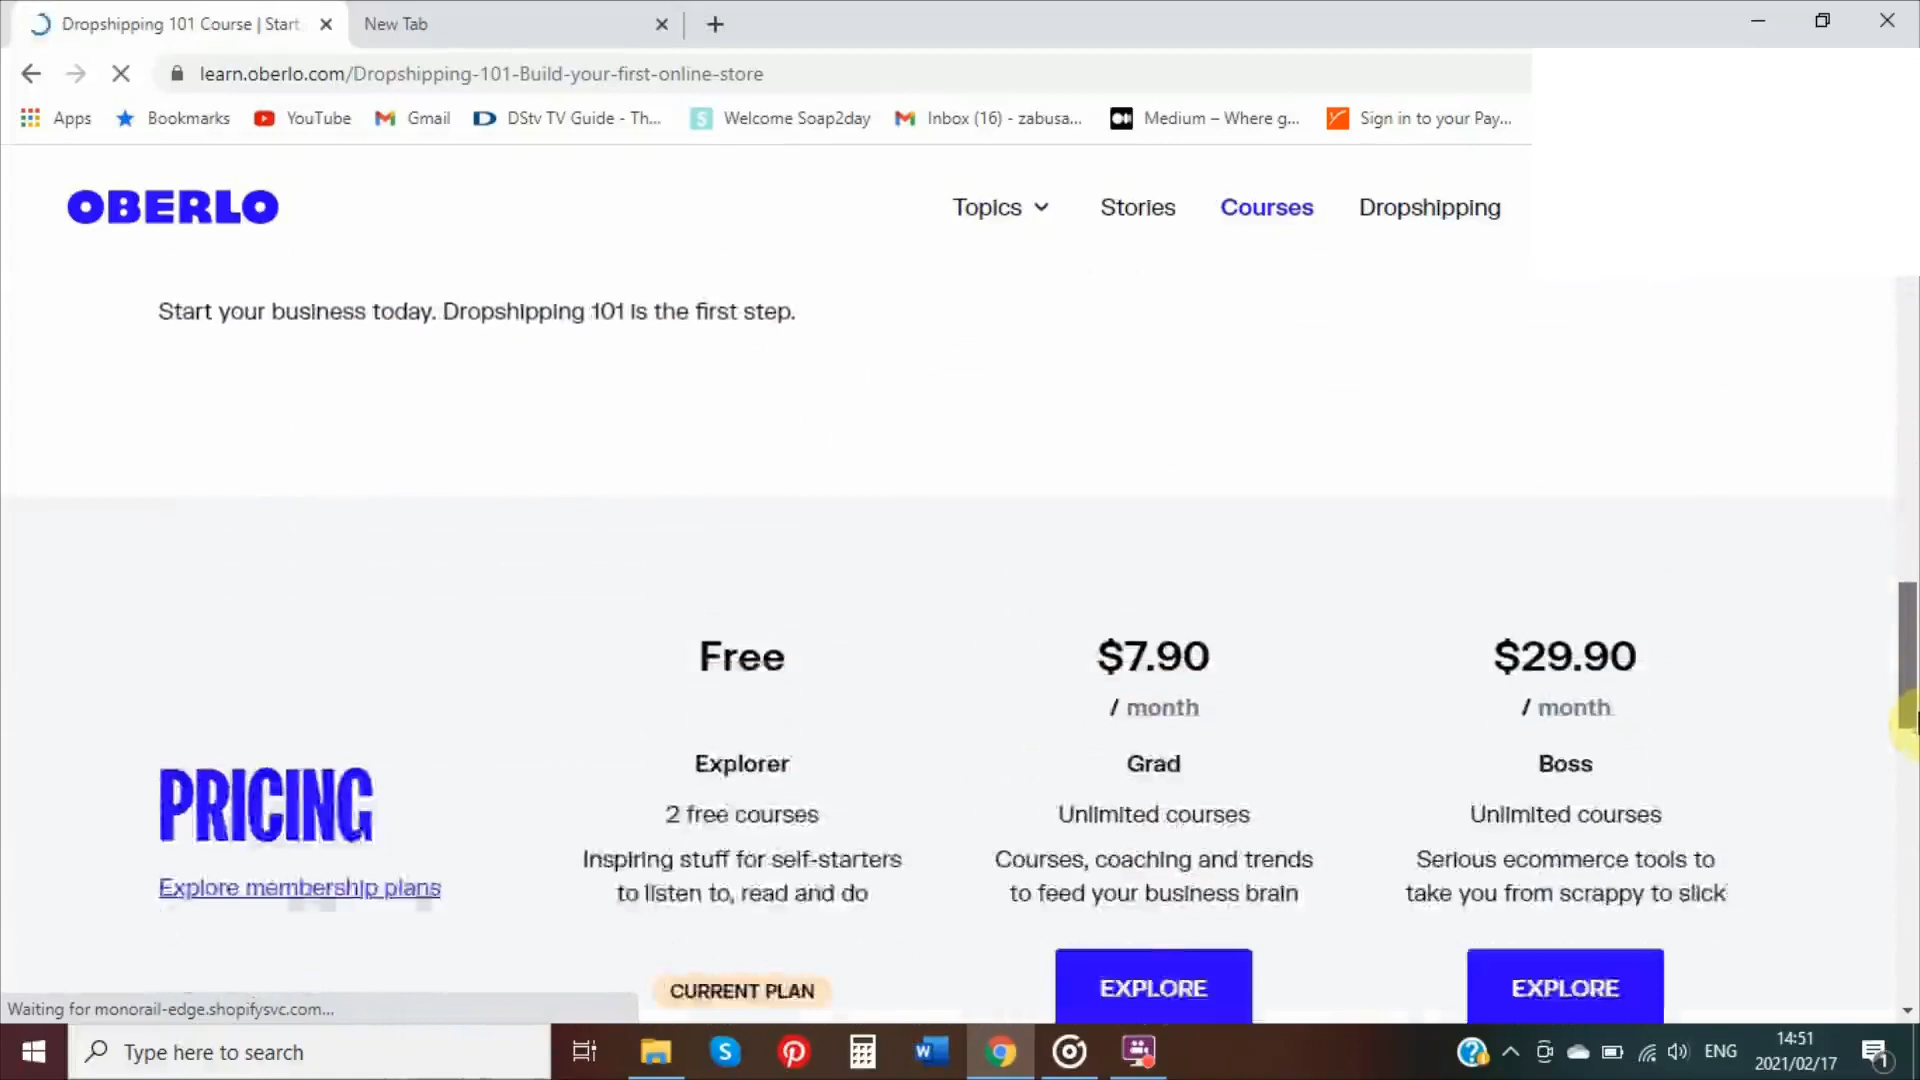 Dropshipping 101 Course | Start
New Tab
learn.oberlo.com/Dropshipping-101-Build-your-first-online-store
Apps
Bookmarks
YouTube
Gmail
DStv TV Guide - Th...
Welcome Soap2day
Inbox (16) - zabusa...
Medium – Where g...
Sign in to your Pay...
OBERLO
Topics
Stories
Courses
Dropshipping
Start your business today. Dropshipping 101 is the first step.
Free
$7.90
$29.90
/ month
/ month
Explorer
Grad
Boss
PRICING
2 free courses
Unlimited courses
Unlimited courses
Inspiring stuff for self-starters
to listen to, read and do
Courses, coaching and trends
to feed your business brain
Serious ecommerce tools to
take you from scrappy to slick
Explore membership plans
CURRENT PLAN
EXPLORE
EXPLORE
Waiting for monorail-edge.shopifysvc.com...
Type here to search
ENG
14:51
2021/02/17
1